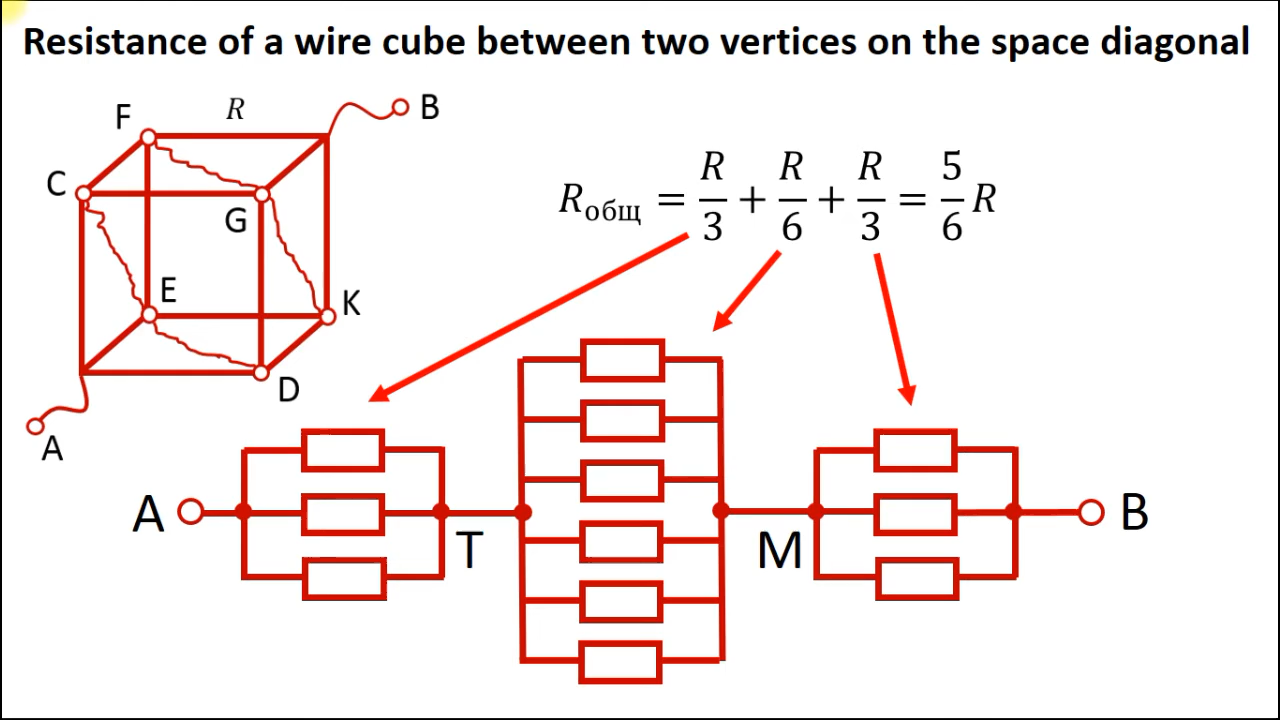 Resistance of a wire cube between two vertices on the space diagonal
F
R
B
C
G
E
K
D
A
R_общ = R/3 + R/6 + R/3 = 5/6 R
A
T
M
B